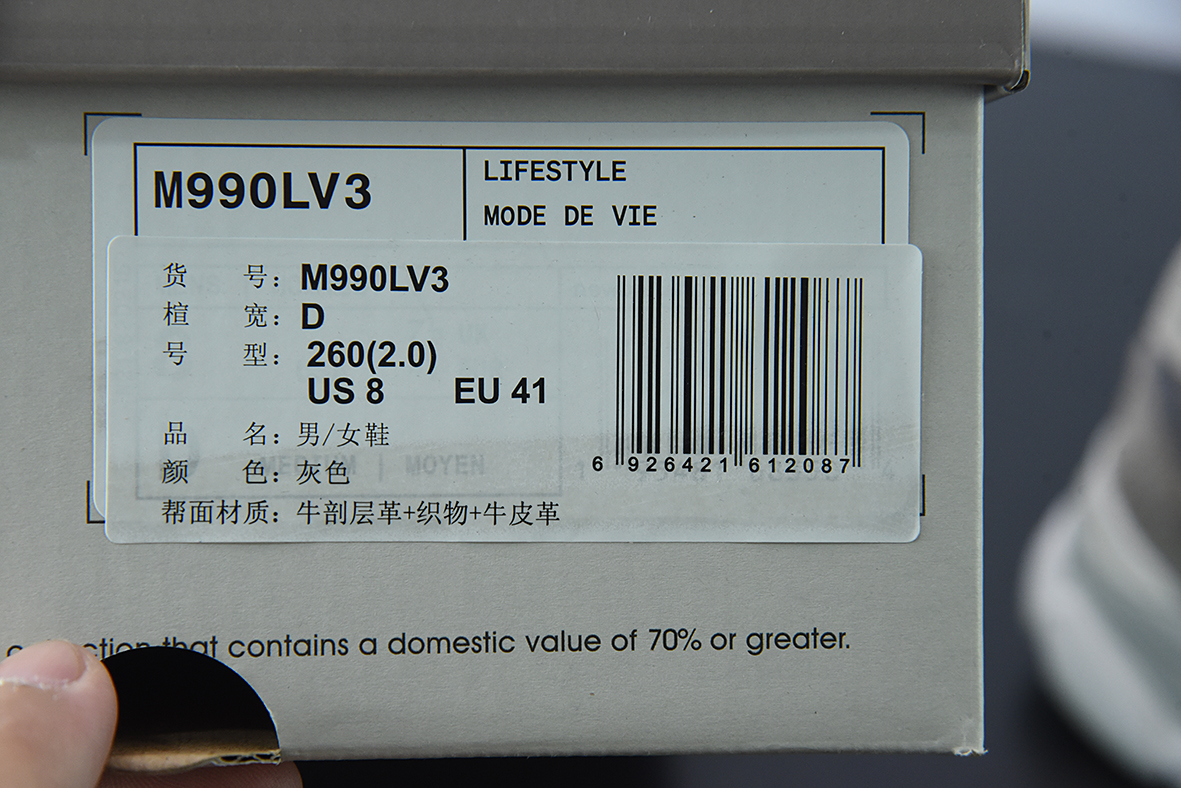 M990LV3
LIFESTYLE
MODE DE VIE
货 号：M990LV3
楦 宽：D
号 型：260(2.0)
US 8 EU 41
品 名：男/女鞋
颜 色：灰色
帮面材质：牛剖层革+织物+牛皮革
6 926421 612087
MEDIUM | MOYEN
that contains a domestic value of 70% or greater.